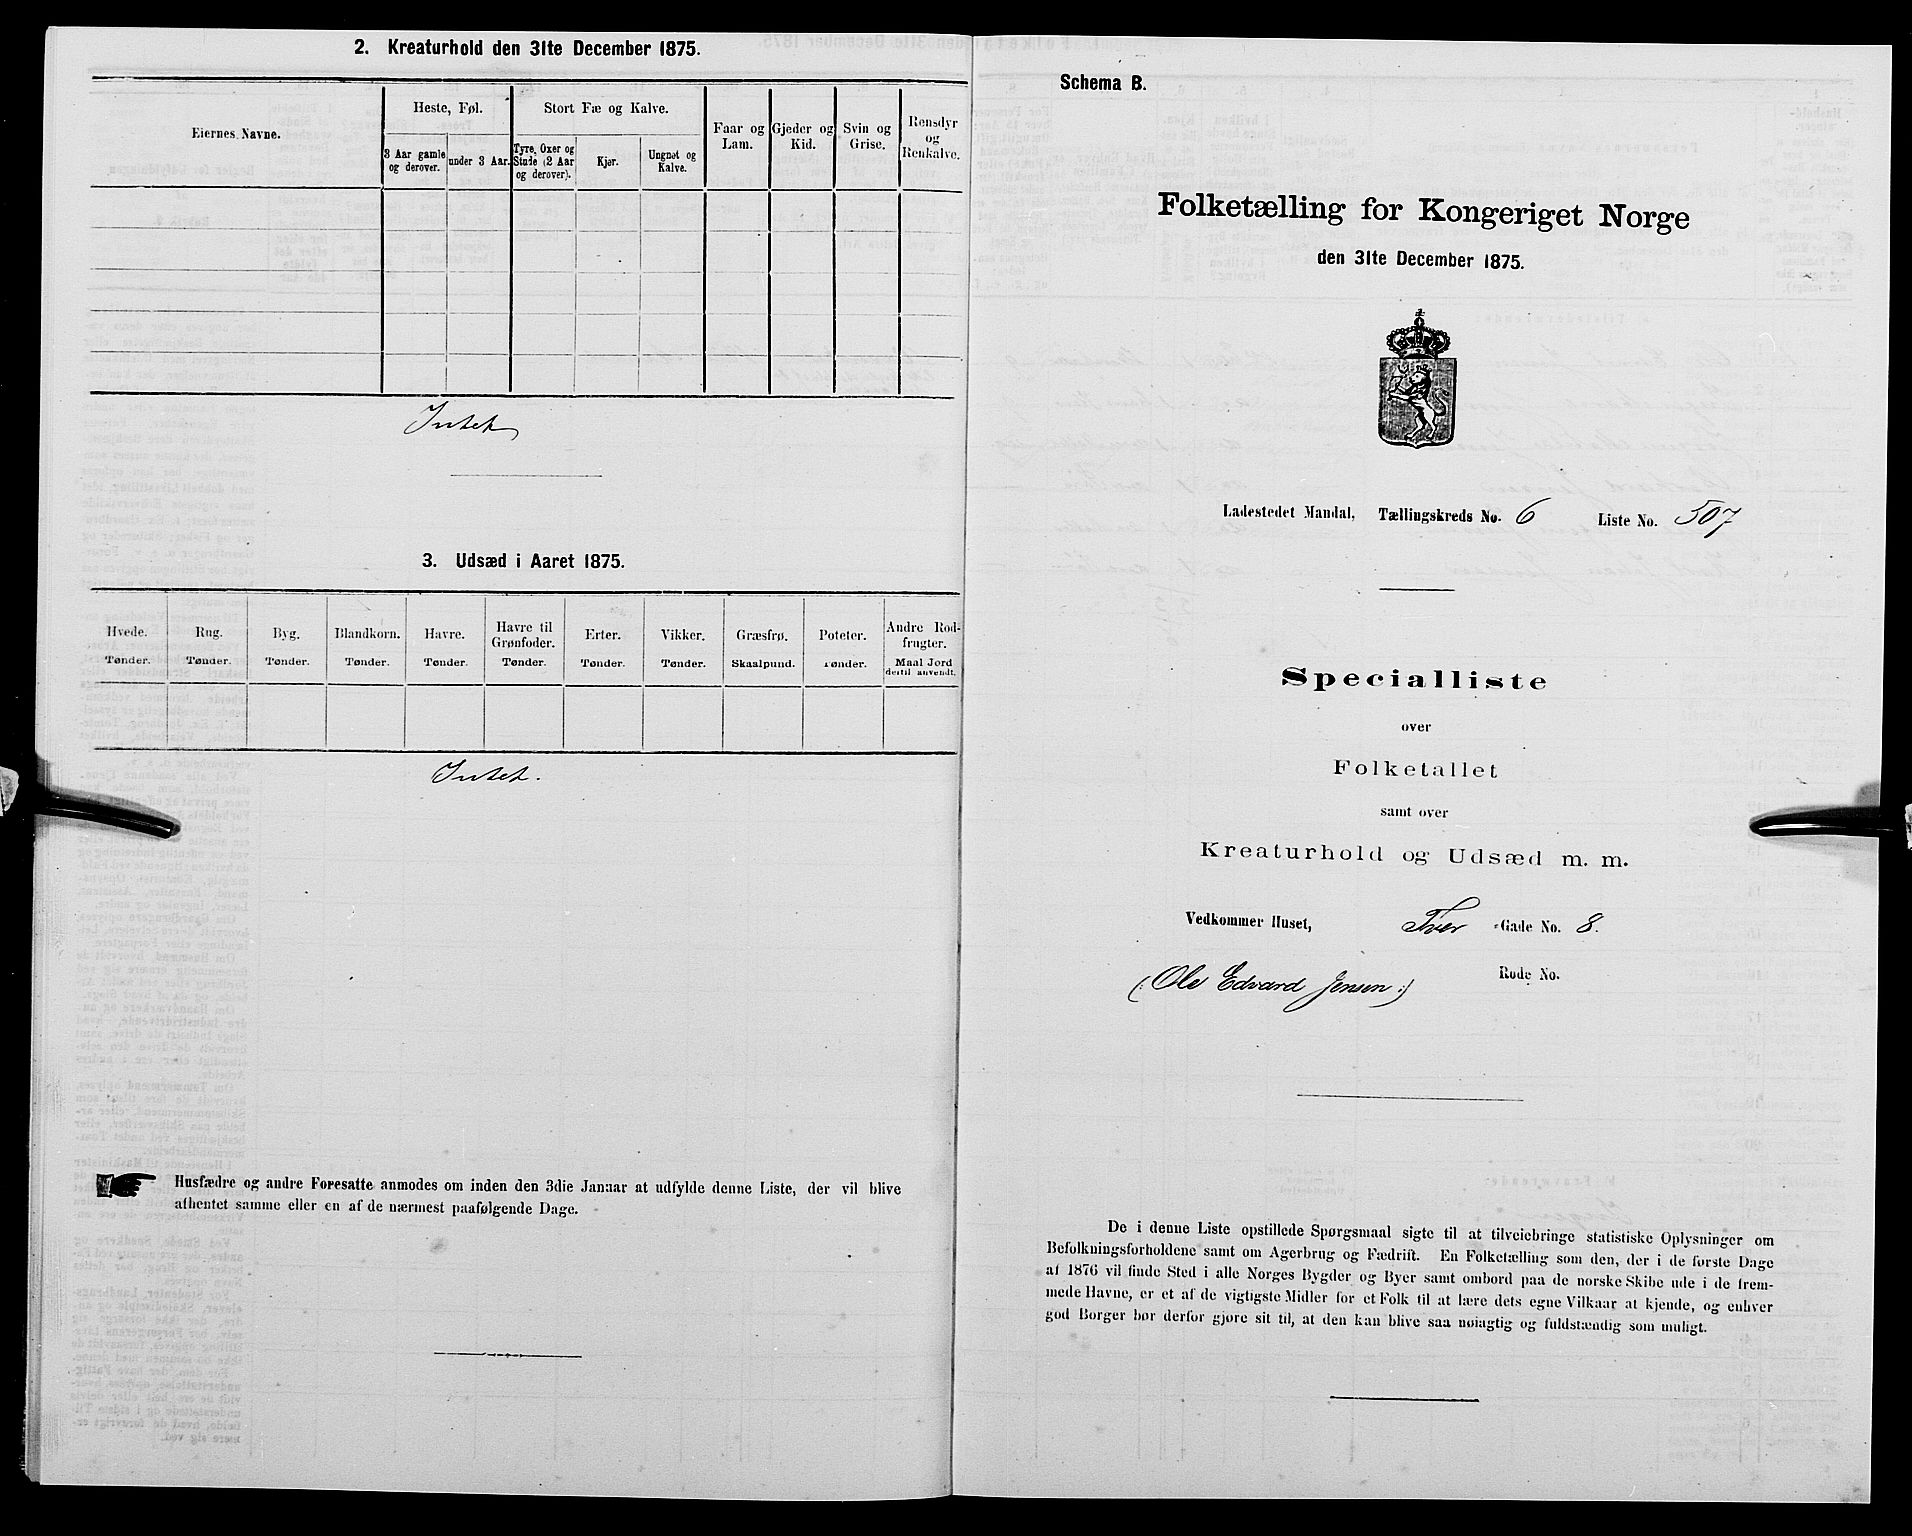 2. Kreaturhold den 31te December 1875.
Eiernes Navne.
Heste, Føl.
Stort Fæ og Kalve.
Faar og
Lam.
Gjeder og
Kid.
Svin og
Grise.
Rensdyr
og
Renkalve.
3 Aar gamle
og derover.
under 3 Aar.
Tyre, Oxer og
Stude (2 Aar
og derover).
Kjør.
Ungnøt og
Kalve.
Intet
3. Udsæd i Aaret 1875.
Hvede.
Tønder.
Rug.
Tønder.
Byg.
Tønder.
Blandkorn.
Tønder.
Havre.
Tønder.
Havre til
Grønfoder.
Tønder.
Erter.
Tønder.
Vikker.
Tønder.
Græsfrø.
Skaalpund.
Poteter.
Tønder.
Andre Rod-
frugter.
Maal Jord
dertil anvendt.
Intet.
Husfædre og andre Foresatte anmodes om inden den 3die Januar at udfylde denne Liste, der vil blive
afhentet samme eller en af de nærmest paafølgende Dage.
Schema B.
Folketælling for Kongeriget Norge
den 31te December 1875.
Ladestedet Mandal, Tællingskreds No. 6 Liste No. 507
Specialliste
over
Folketallet
samt over
Kreaturhold og Udsæd m. m.
Vedkommer Huset, Tver -Gade No. 8.
(: Ole Edvard Jensen :) Rode No.
De i denne Liste opstillede Spørgsmaal sigte til at tilveiebringe statistiske Oplysninger om
Befolkningsforholdene samt om Agerbrug og Fædrift. En Folketælling som den, der i de første Dage
af 1876 vil finde Sted i alle Norges Bygder og Byer samt ombord paa de norske Skibe ude i de frem-
mede Havne, er et af de vigtigste Midler for et Folk til at lære dets egne Vilkaar at kjende, og enhver
god Borger bør derfor gjøre sit til, at den kan blive saa nøiagtig og fuldstændig som muligt.